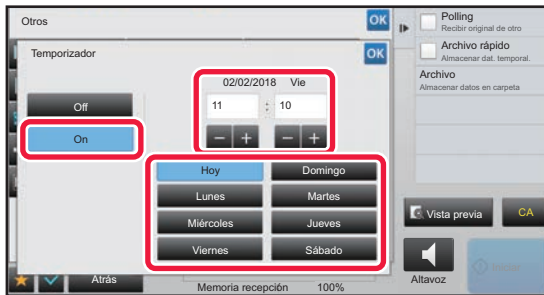 Otros
OK
Temporizador
OK
02/02/2018 Vie
11 : 10
Off
On
Hoy
Domingo
Lunes
Martes
Miércoles
Jueves
Viernes
Sábado
Atrás
Memoria recepción 100%
Polling
Recibir original de otro
Archivo rápido
Almacenar dat. temporal.
Archivo
Almacenar datos en carpeta
Vista previa
CA
Altavoz